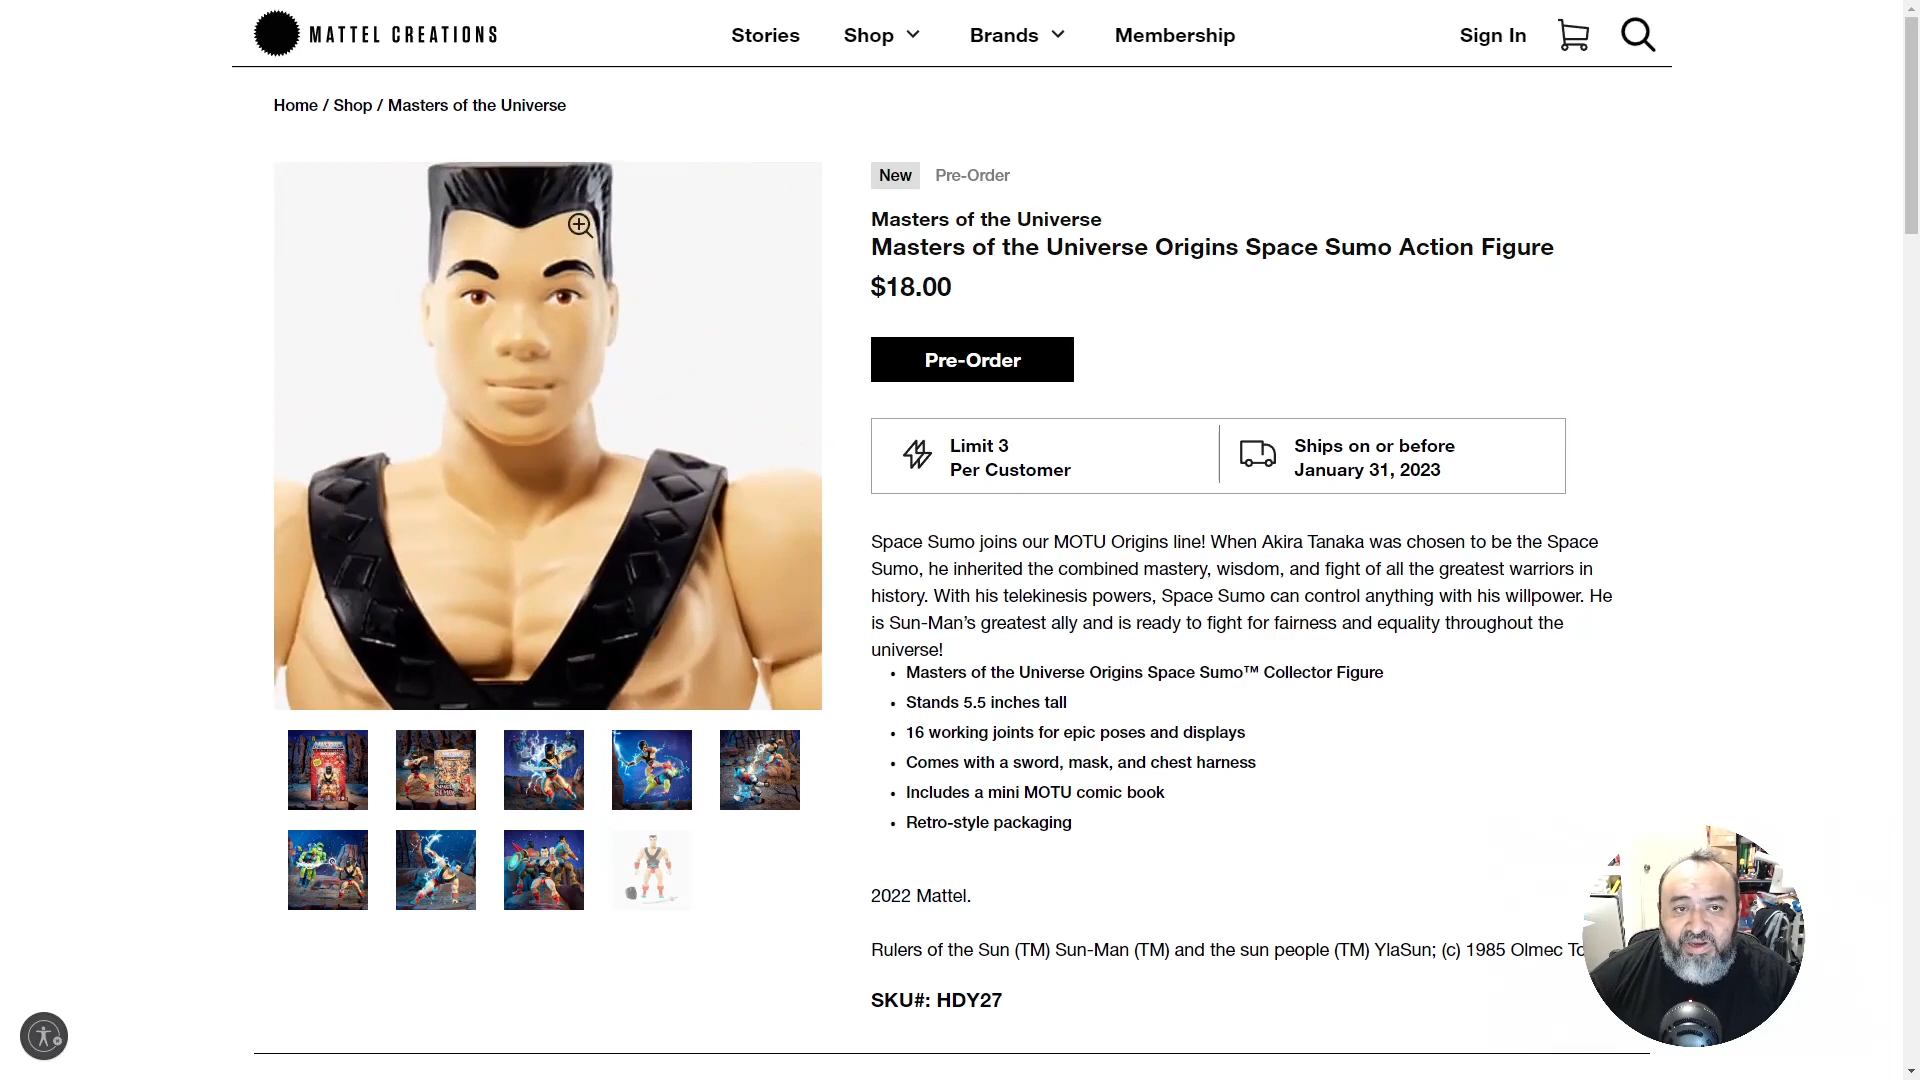 MATTEL CREATIONS
Stories
Shop
Brands
Membership
Sign In
Home / Shop / Masters of the Universe
New
Pre-Order
Masters of the Universe
Masters of the Universe Origins Space Sumo Action Figure
$18.00
Pre-Order
Limit 3
Per Customer
Ships on or before
January 31, 2023
Space Sumo joins our MOTU Origins line! When Akira Tanaka was chosen to be the Space
Sumo, he inherited the combined mastery, wisdom, and fight of all the greatest warriors in
history. With his telekinesis powers, Space Sumo can control anything with his willpower. He
is Sun-Man’s greatest ally and is ready to fight for fairness and equality throughout the
universe!
• Masters of the Universe Origins Space Sumo™ Collector Figure
• Stands 5.5 inches tall
• 16 working joints for epic poses and displays
• Comes with a sword, mask, and chest harness
• Includes a mini MOTU comic book
• Retro-style packaging
2022 Mattel.
Rulers of the Sun (TM) Sun-Man (TM) and the sun people (TM) YlaSun; (c) 1985 Olmec
SKU#: HDY27